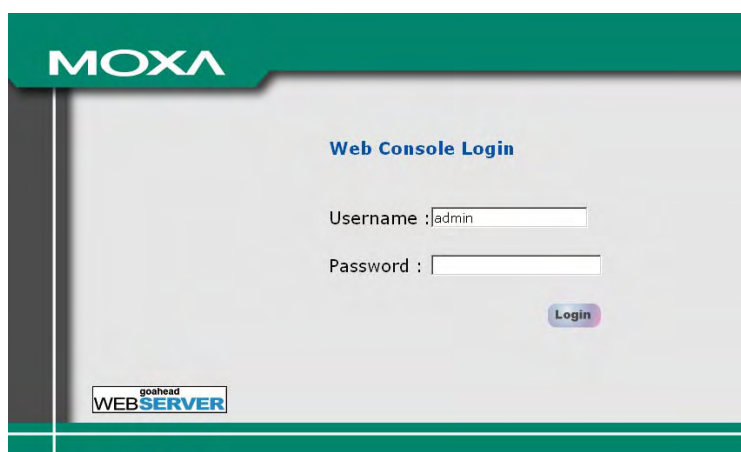 MOXA
Web Console Login
Username : admin
Password :
Login
goahead
WEBSERVER